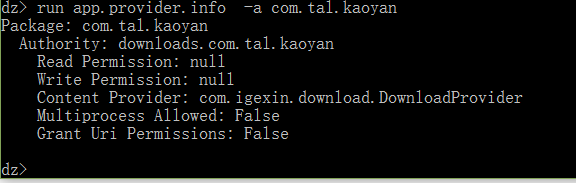 dz> run app.provider.info  -a com.tal.kaoyan
Package: com.tal.kaoyan
  Authority: downloads.com.tal.kaoyan
    Read Permission: null
    Write Permission: null
    Content Provider: com.igexin.download.DownloadProvider
    Multiprocess Allowed: False
    Grant Uri Permissions: False
dz>